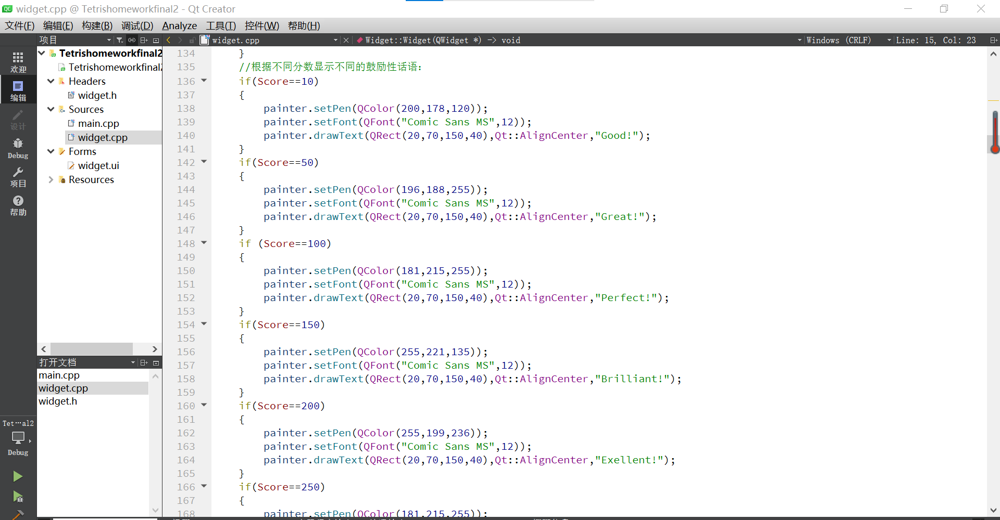 widget.cpp @ Tetrishomeworkfinal2 - Qt Creator
文件(F) 编辑(E) 构建(B) 调试(D) Analyze 工具(T) 控件(W) 帮助(H)
项目
widget.cpp
Widget::Widget(QWidget *) -> void
Windows (CRLF)
Line: 15, Col: 23
欢迎
编辑
设计
Debug
项目
帮助
Tet…al2
Debug
Tetrishomeworkfinal2
Tetrishomeworkfinal2
Headers
widget.h
Sources
main.cpp
widget.cpp
Forms
widget.ui
Resources
打开文档
main.cpp
widget.cpp
widget.h
134 }
135 //根据不同分数显示不同的鼓励性话语:
136 if(Score==10)
137 {
138 painter.setPen(QColor(200,178,120));
139 painter.setFont(QFont("Comic Sans MS",12));
140 painter.drawText(QRect(20,70,150,40),Qt::AlignCenter,"Good!");
141 }
142 if(Score==50)
143 {
144 painter.setPen(QColor(196,188,255));
145 painter.setFont(QFont("Comic Sans MS",12));
146 painter.drawText(QRect(20,70,150,40),Qt::AlignCenter,"Great!");
147 }
148 if (Score==100)
149 {
150 painter.setPen(QColor(181,215,255));
151 painter.setFont(QFont("Comic Sans MS",12));
152 painter.drawText(QRect(20,70,150,40),Qt::AlignCenter,"Perfect!");
153 }
154 if(Score==150)
155 {
156 painter.setPen(QColor(255,221,135));
157 painter.setFont(QFont("Comic Sans MS",12));
158 painter.drawText(QRect(20,70,150,40),Qt::AlignCenter,"Brilliant!");
159 }
160 if(Score==200)
161 {
162 painter.setPen(QColor(255,199,236));
163 painter.setFont(QFont("Comic Sans MS",12));
164 painter.drawText(QRect(20,70,150,40),Qt::AlignCenter,"Exellent!");
165 }
166 if(Score==250)
167 {
168 painter.setPen(QColor(181,215,255));